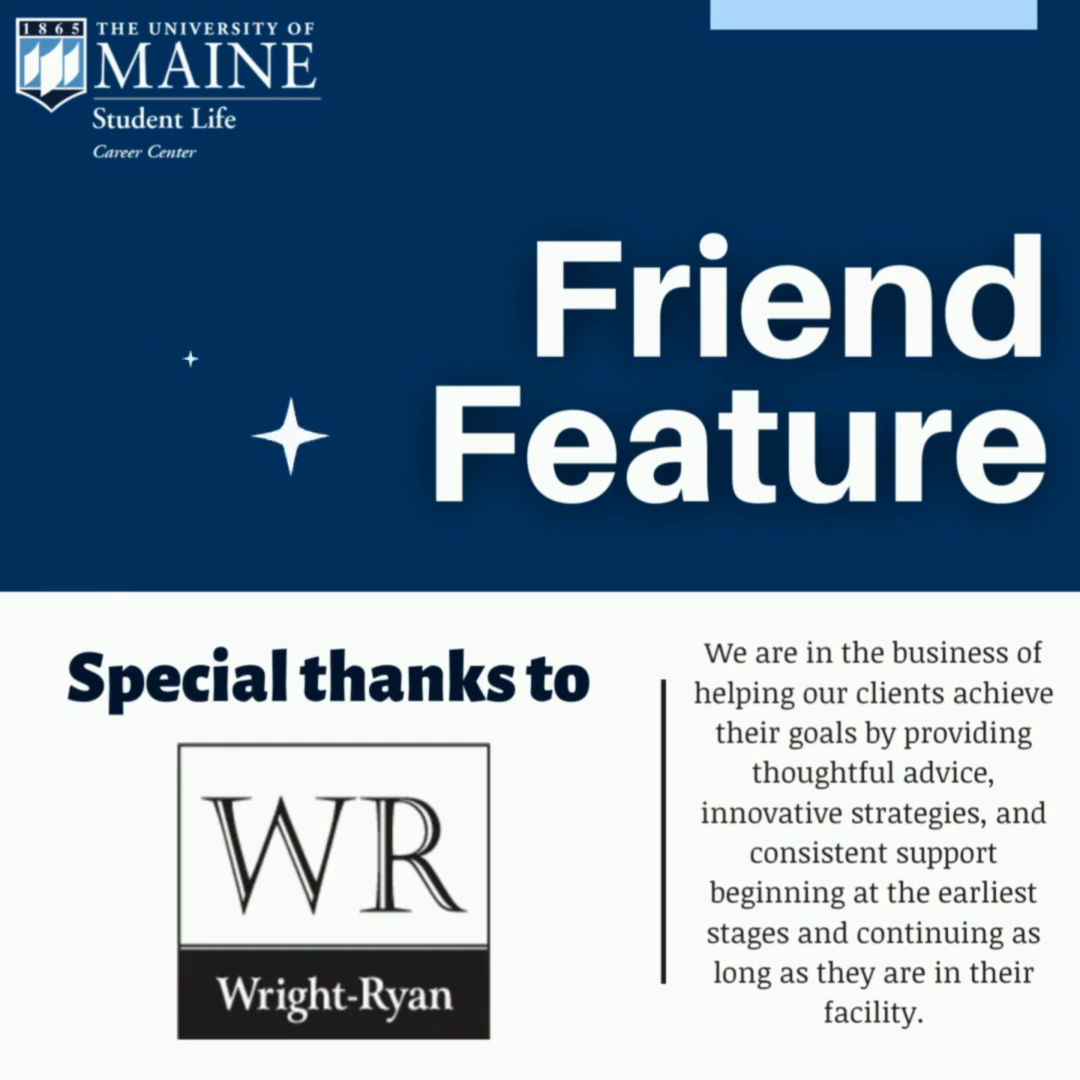 1865
THE UNIVERSITY OF
MAINE
Student Life
Career Center
Friend
Feature
Special thanks to
WR
Wright-Ryan
We are in the business of
helping our clients achieve
their goals by providing
thoughtful advice,
innovative strategies, and
consistent support
beginning at the earliest
stages and continuing as
long as they are in their
facility.